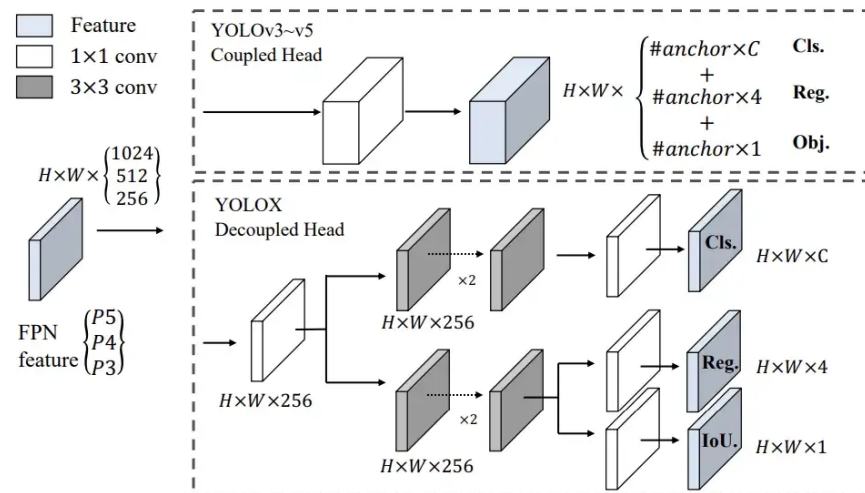 Feature
1×1 conv
3×3 conv
H×W×{1024
512
256}
FPN
feature
{P5
P4
P3}
YOLOv3~v5
Coupled Head
H×W×
{#anchor×C Cls.
+
#anchor×4 Reg.
+
#anchor×1 Obj.
YOLOX
Decoupled Head
H×W×256
×2
H×W×256
Cls.
H×W×C
×2
H×W×256
Reg.
H×W×4
IoU.
H×W×1